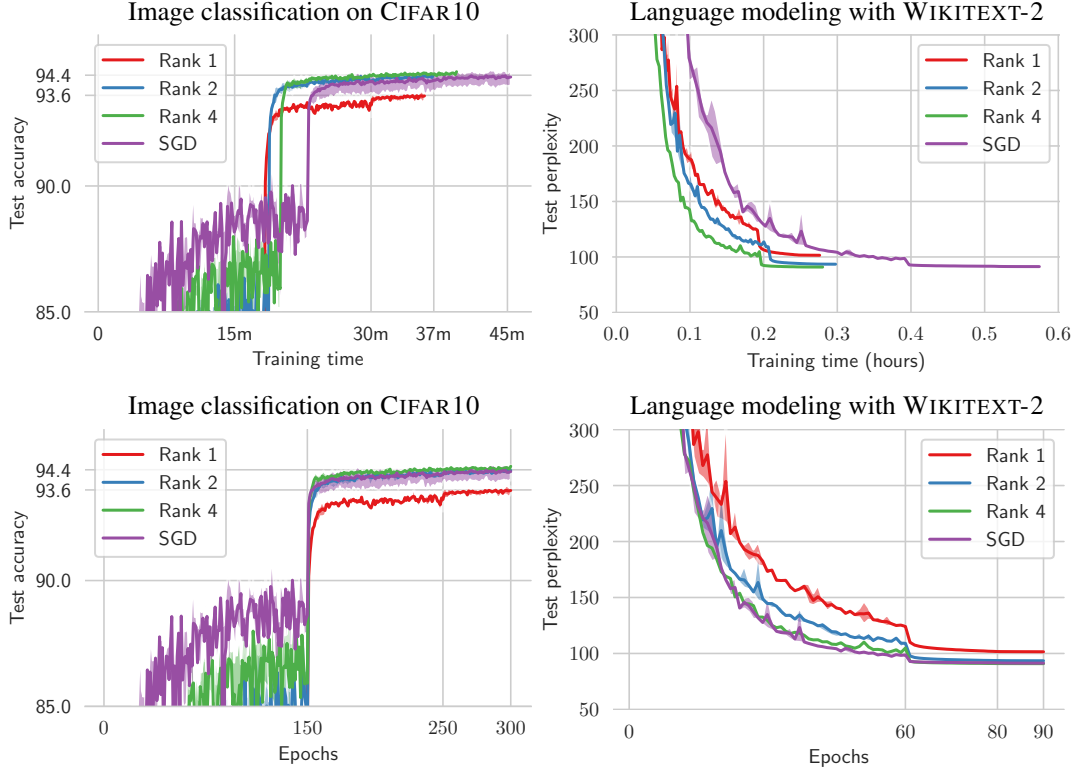 Image classification on CIFAR10
Rank 1
Rank 2
Rank 4
SGD
94.4
93.6
90.0
85.0
Test accuracy
0
15m
30m
37m
45m
Training time
Language modeling with WIKITEXT-2
300
250
200
150
100
50
Test perplexity
Rank 1
Rank 2
Rank 4
SGD
0.0
0.1
0.2
0.3
0.4
0.5
0.6
Training time (hours)
Image classification on CIFAR10
Rank 1
Rank 2
Rank 4
SGD
94.4
93.6
90.0
85.0
Test accuracy
0
150
250
300
Epochs
Language modeling with WIKITEXT-2
300
250
200
150
100
50
Test perplexity
Rank 1
Rank 2
Rank 4
SGD
0
60
80
90
Epochs